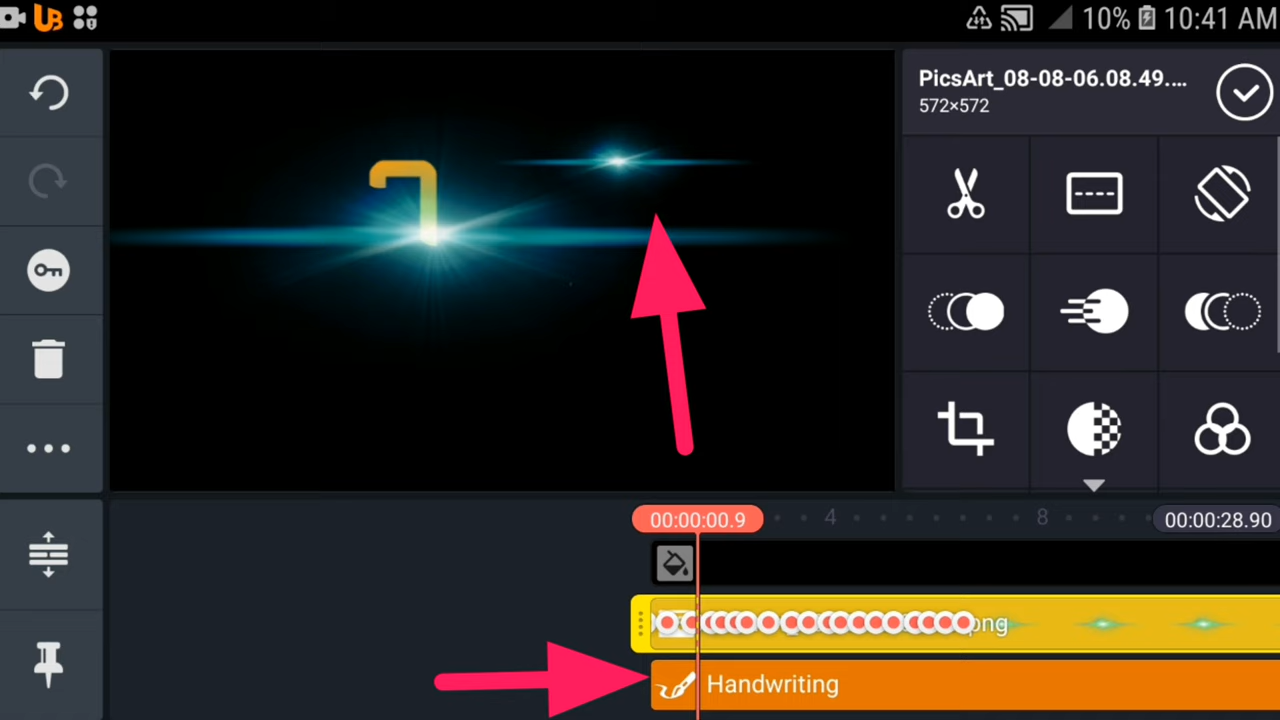 UB
10% 10:41 AM
PicsArt_08-08-06.08.49....
572×572
00:00:00.9
4
8
00:00:28.90
png
Handwriting